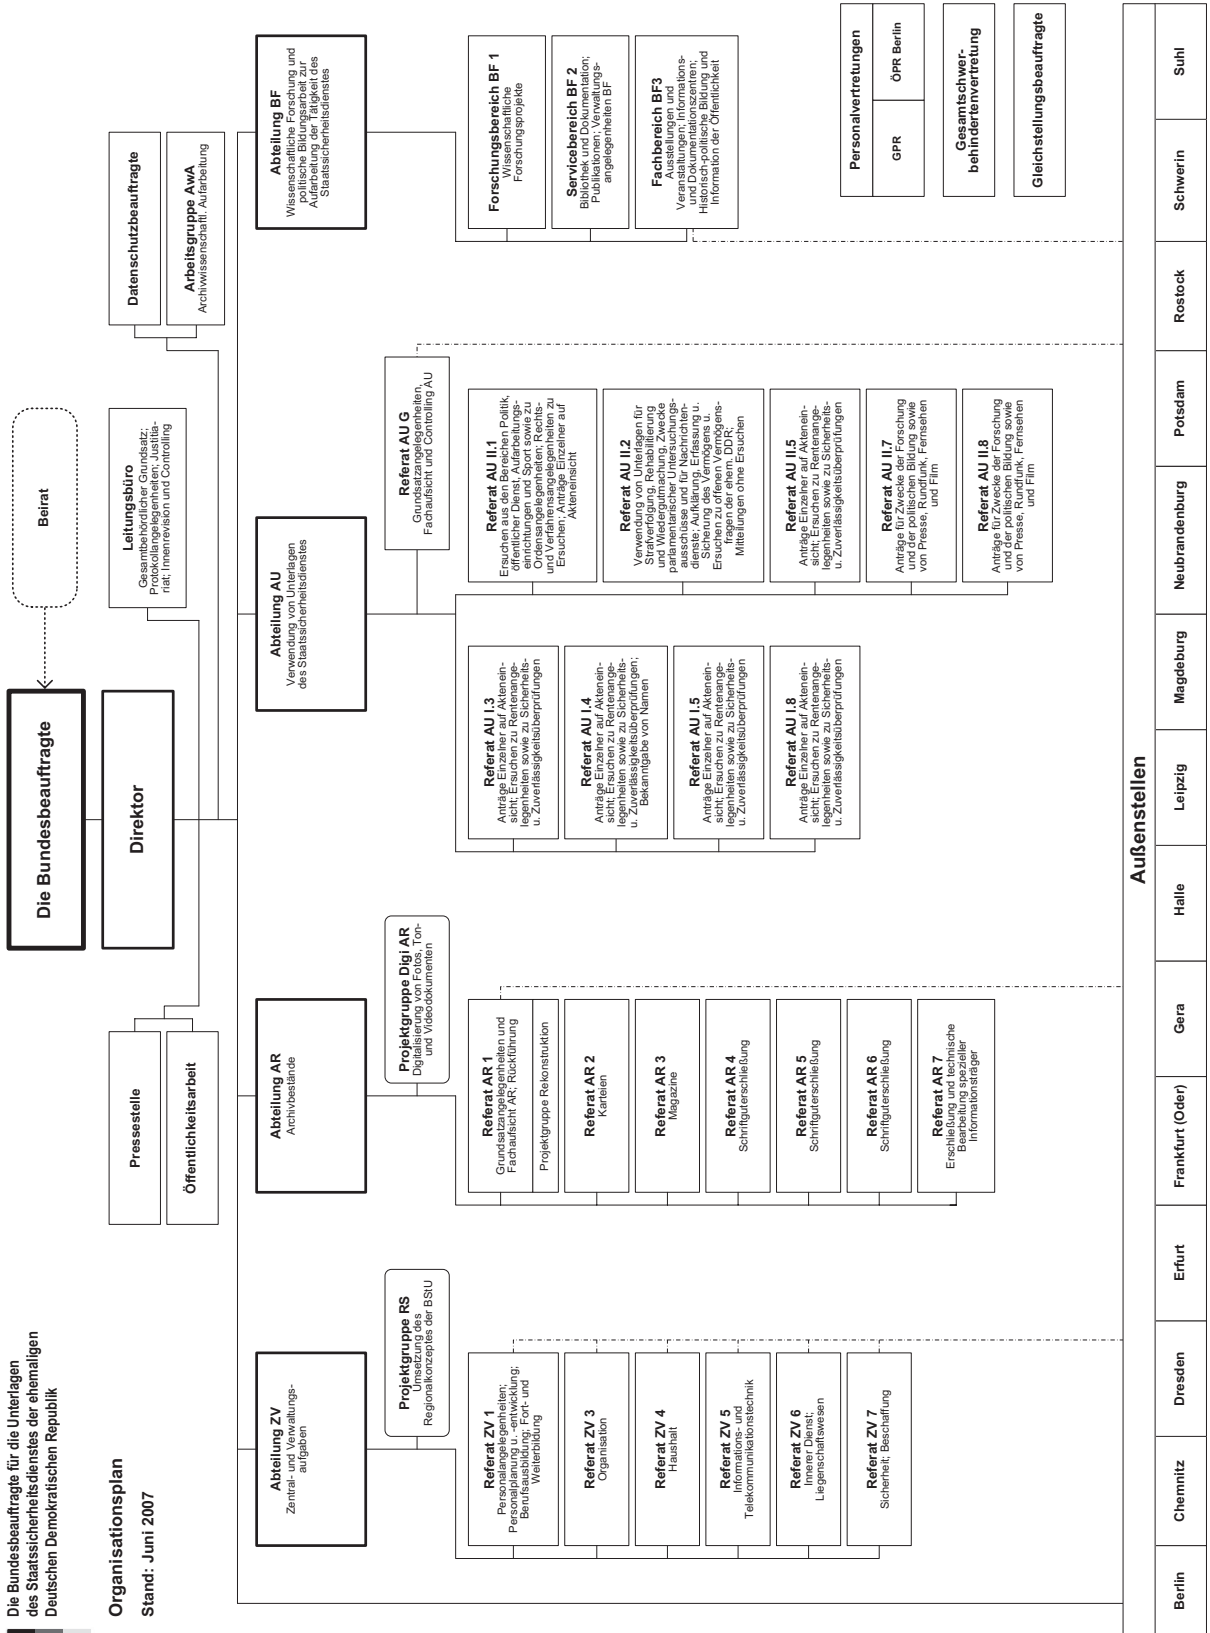 Die Bundesbeauftragte für die Unterlagen
des Staatssicherheitsdienstes der ehemaligen
Deutschen Demokratischen Republik
Organisationsplan
Stand: Juni 2007
Die Bundesbeauftragte
Beirat
Direktor
Pressestelle
Öffentlichkeitsarbeit
Leitungsbüro
Gesamtbehördlicher Grundsatz;
Protokollangelegenheiten; Justitia-
riat; Innenrevision und Controlling
Datenschutzbeauftragte
Arbeitsgruppe AwA
Archivwissenschaftl. Aufarbeitung
Abteilung ZV
Zentral- und Verwaltungs-
aufgaben
Projektgruppe RS
Umsetzung des
Regionalkonzeptes der BStU
Referat ZV 1
Personalangelegenheiten;
Personalplanung u. -entwicklung;
Berufsausbildung; Fort- und
Weiterbildung
Referat ZV 3
Organisation
Referat ZV 4
Haushalt
Referat ZV 5
Informations- und
Telekommunikationstechnik
Referat ZV 6
Innerer Dienst;
Liegenschaftswesen
Referat ZV 7
Sicherheit; Beschaffung
Abteilung AR
Archivbestände
Projektgruppe Digi AR
Digitalisierung von Fotos, Ton-
und Videodokumenten
Referat AR 1
Grundsatzangelegenheiten und
Fachaufsicht AR; Rückführung
Projektgruppe Rekonstruktion
Referat AR 2
Karteien
Referat AR 3
Magazine
Referat AR 4
Schriftguterschließung
Referat AR 5
Schriftguterschließung
Referat AR 6
Schriftguterschließung
Referat AR 7
Erschließung und technische
Bearbeitung spezieller
Informationsträger
Abteilung AU
Verwendung von Unterlagen
des Staatssicherheitsdienstes
Referat AU G
Grundsatzangelegenheiten,
Fachaufsicht und Controlling AU
Referat AU I.3
Anträge Einzelner auf Aktenein-
sicht; Ersuchen zu Rentenange-
legenheiten sowie zu Sicherheits-
u. Zuverlässigkeitsüberprüfungen
Referat AU I.4
Anträge Einzelner auf Aktenein-
sicht; Ersuchen zu Rentenange-
legenheiten sowie zu Sicherheits-
u. Zuverlässigkeitsüberprüfungen;
Bekanntgabe von Namen
Referat AU I.5
Anträge Einzelner auf Aktenein-
sicht; Ersuchen zu Rentenange-
legenheiten sowie zu Sicherheits-
u. Zuverlässigkeitsüberprüfungen
Referat AU I.8
Anträge Einzelner auf Aktenein-
sicht; Ersuchen zu Rentenange-
legenheiten sowie zu Sicherheits-
u. Zuverlässigkeitsüberprüfungen
Referat AU II.1
Ersuchen aus den Bereichen Politik,
öffentlicher Dienst, Aufarbeitungs-
einrichtungen und Sport sowie zu
Ordensangelegenheiten; Rechts-
und Verfahrensangelegenheiten zu
Ersuchen; Anträge Einzelner auf
Akteneinsicht
Referat AU II.2
Verwendung von Unterlagen für
Strafverfolgung, Rehabilitierung
und Wiedergutmachung, Zwecke
parlamentarischer Untersuchungs-
ausschüsse und für Nachrichten-
dienste; Aufklärung, Erfassung u.
Sicherung des Vermögens u.
Ersuchen zu offenen Vermögens-
fragen der ehem. DDR;
Mitteilungen ohne Ersuchen
Referat AU II.5
Anträge Einzelner auf Aktenein-
sicht; Ersuchen zu Rentenange-
legenheiten sowie zu Sicherheits-
u. Zuverlässigkeitsüberprüfungen
Referat AU II.7
Anträge für Zwecke der Forschung
und der politischen Bildung sowie
von Presse, Rundfunk, Fernsehen
und Film
Referat AU II.8
Anträge für Zwecke der Forschung
und der politischen Bildung sowie
von Presse, Rundfunk, Fernsehen
und Film
Abteilung BF
Wissenschaftliche Forschung und
politische Bildungsarbeit zur
Aufarbeitung der Tätigkeit des
Staatssicherheitsdienstes
Forschungsbereich BF 1
Wissenschaftliche
Forschungsprojekte
Servicebereich BF 2
Bibliothek und Dokumentation;
Publikationen; Verwaltungs-
angelegenheiten BF
Fachbereich BF3
Ausstellungen und
Veranstaltungen; Informations-
und Dokumentationszentren;
Historisch-politische Bildung und
Information der Öffentlichkeit
Personalvertretungen
GPR
ÖPR Berlin
Gesamtschwer-
behindertenvertretung
Gleichstellungsbeauftragte
Außenstellen
Berlin
Chemnitz
Dresden
Erfurt
Frankfurt (Oder)
Gera
Halle
Leipzig
Magdeburg
Neubrandenburg
Potsdam
Rostock
Schwerin
Suhl